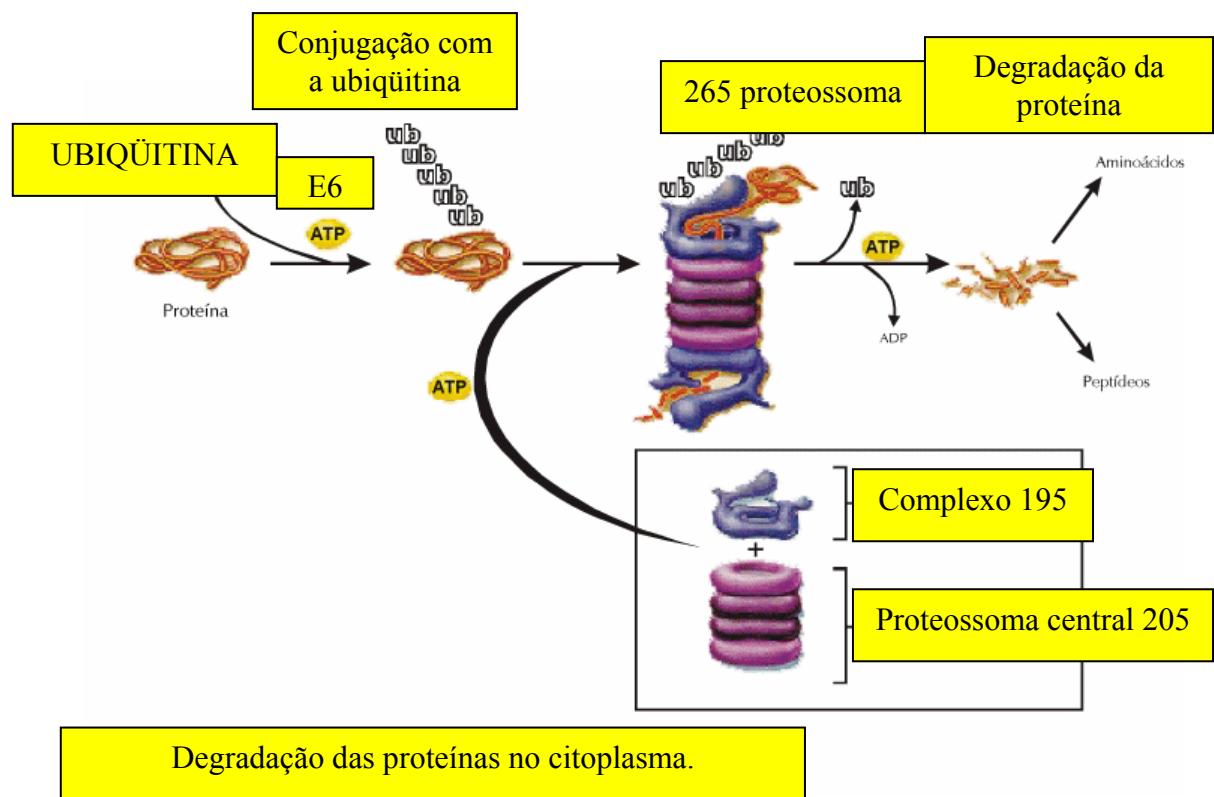 Conjugação com
a ubiqüitina
265 proteossoma
Degradação da
proteína
UBIQÜITINA
E6
ub
ub
ub
ub
ub
ub
ub
ub
ub
ub
Aminoácidos
ATP
ATP
Proteína
ADP
ATP
Peptídeos
Complexo 195
+
Proteossoma central 205
Degradação das proteínas no citoplasma.